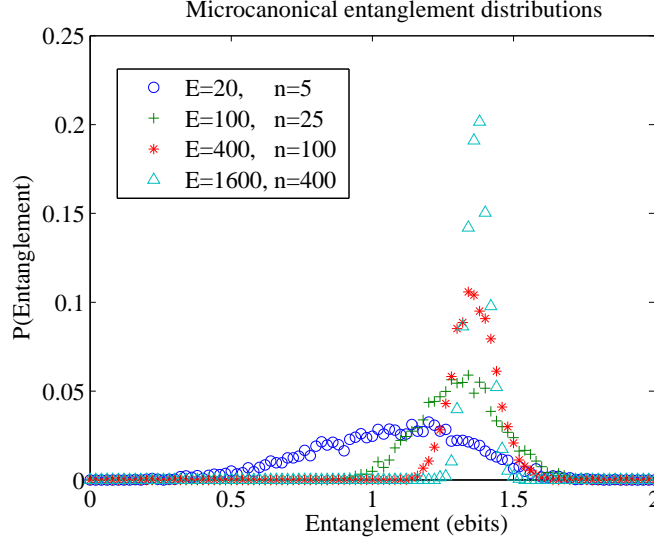 Microcanonical entanglement distributions
0.25
0.2
0.15
0.1
0.05
0
P(Entanglement)
E=20, n=5
E=100, n=25
E=400, n=100
E=1600, n=400
0 0.5 1 1.5 2
Entanglement (ebits)